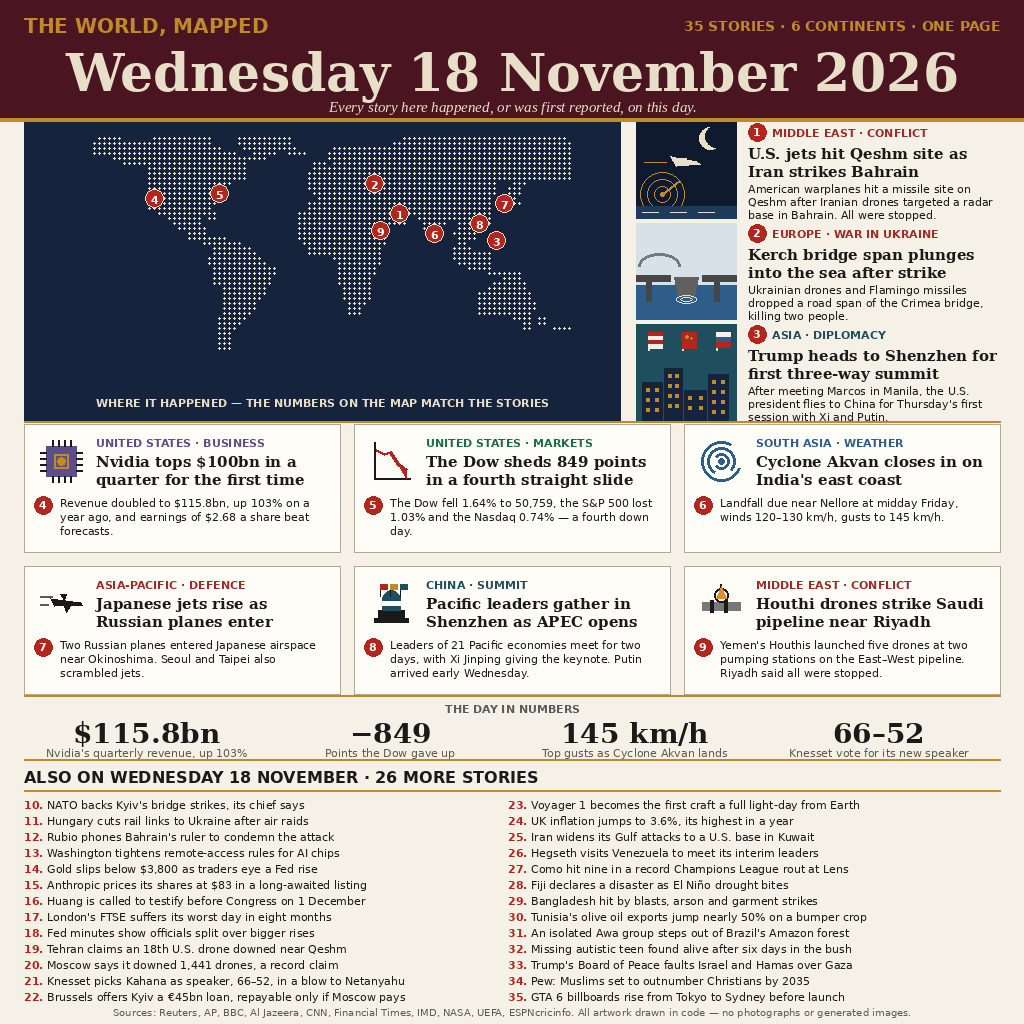 THE WORLD, MAPPED
35 STORIES · 6 CONTINENTS · ONE PAGE
Wednesday 18 November 2026
Every story here happened, or was first reported, on this day.
4
5
2
1
9
6
7
8
3
WHERE IT HAPPENED — THE NUMBERS ON THE MAP MATCH THE STORIES
1 MIDDLE EAST · CONFLICT
U.S. jets hit Qeshm site as
Iran strikes Bahrain
American warplanes hit a missile site on
Qeshm after Iranian drones targeted a radar
base in Bahrain. All were stopped.
2 EUROPE · WAR IN UKRAINE
Kerch bridge span plunges
into the sea after strike
Ukrainian drones and Flamingo missiles
dropped a road span of the Crimea bridge,
killing two people.
3 ASIA · DIPLOMACY
Trump heads to Shenzhen for
first three-way summit
After meeting Marcos in Manila, the U.S.
president flies to China for Thursday's first
session with Xi and Putin.
UNITED STATES · BUSINESS
Nvidia tops $100bn in a
quarter for the first time
4 Revenue doubled to $115.8bn, up 103% on a
year ago, and earnings of $2.68 a share beat
forecasts.
UNITED STATES · MARKETS
The Dow sheds 849 points
in a fourth straight slide
5 The Dow fell 1.64% to 50,759, the S&P 500 lost
1.03% and the Nasdaq 0.74% — a fourth down
day.
SOUTH ASIA · WEATHER
Cyclone Akvan closes in on
India's east coast
6 Landfall due near Nellore at midday Friday,
winds 120–130 km/h, gusts to 145 km/h.
ASIA-PACIFIC · DEFENCE
Japanese jets rise as
Russian planes enter
7 Two Russian planes entered Japanese airspace
near Okinoshima. Seoul and Taipei also
scrambled jets.
CHINA · SUMMIT
Pacific leaders gather in
Shenzhen as APEC opens
8 Leaders of 21 Pacific economies meet for two
days, with Xi Jinping giving the keynote. Putin
arrived early Wednesday.
MIDDLE EAST · CONFLICT
Houthi drones strike Saudi
pipeline near Riyadh
9 Yemen's Houthis launched five drones at two
pumping stations on the East–West pipeline.
Riyadh said all were stopped.
THE DAY IN NUMBERS
$115.8bn
Nvidia's quarterly revenue, up 103%
−849
Points the Dow gave up
145 km/h
Top gusts as Cyclone Akvan lands
66–52
Knesset vote for its new speaker
ALSO ON WEDNESDAY 18 NOVEMBER · 26 MORE STORIES
10. NATO backs Kyiv's bridge strikes, its chief says
11. Hungary cuts rail links to Ukraine after air raids
12. Rubio phones Bahrain's ruler to condemn the attack
13. Washington tightens remote-access rules for AI chips
14. Gold slips below $3,800 as traders eye a Fed rise
15. Anthropic prices its shares at $83 in a long-awaited listing
16. Huang is called to testify before Congress on 1 December
17. London's FTSE suffers its worst day in eight months
18. Fed minutes show officials split over bigger rises
19. Tehran claims an 18th U.S. drone downed near Qeshm
20. Moscow says it downed 1,441 drones, a record claim
21. Knesset picks Kahana as speaker, 66–52, in a blow to Netanyahu
22. Brussels offers Kyiv a €45bn loan, repayable only if Moscow pays
23. Voyager 1 becomes the first craft a full light-day from Earth
24. UK inflation jumps to 3.6%, its highest in a year
25. Iran widens its Gulf attacks to a U.S. base in Kuwait
26. Hegseth visits Venezuela to meet its interim leaders
27. Como hit nine in a record Champions League rout at Lens
28. Fiji declares a disaster as El Niño drought bites
29. Bangladesh hit by blasts, arson and garment strikes
30. Tunisia's olive oil exports jump nearly 50% on a bumper crop
31. An isolated Awa group steps out of Brazil's Amazon forest
32. Missing autistic teen found alive after six days in the bush
33. Trump's Board of Peace faults Israel and Hamas over Gaza
34. Pew: Muslims set to outnumber Christians by 2035
35. GTA 6 billboards rise from Tokyo to Sydney before launch
Sources: Reuters, AP, BBC, Al Jazeera, CNN, Financial Times, IMD, NASA, UEFA, ESPNcricinfo. All artwork drawn in code — no photographs or generated images.